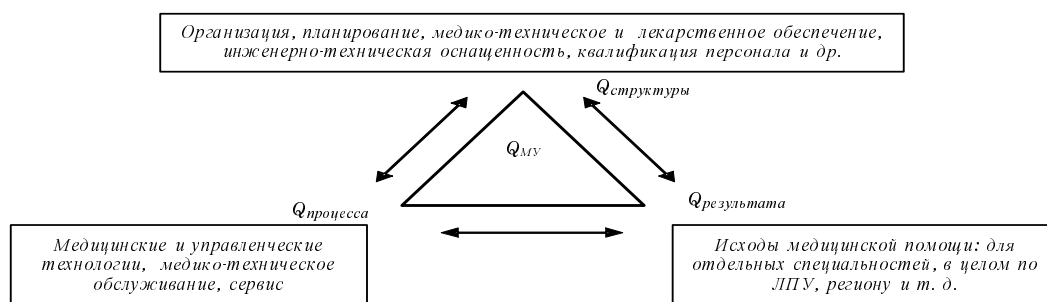 Организация, планирование, медико-техническое и лекарственное обеспечение,
инженерно-техническая оснащенность, квалификация персонала и др.
Qструктуры
QМУ
Qпроцесса
Qрезультата
Медицинские и управленческие
технологии, медико-техническое
обслуживание, сервис
Исходы медицинской помощи: для
отдельных специальностей, в целом по
ЛПУ, региону и т. д.